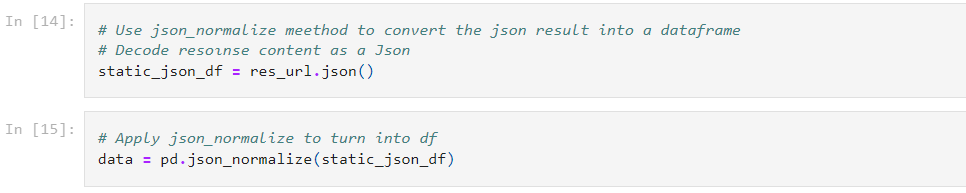 In [14]:
# Use json_normalize meethod to convert the json result into a dataframe
# Decode resoinse content as a Json
static_json_df = res_url.json()
In [15]:
# Apply json_normalize to turn into df
data = pd.json_normalize(static_json_df)